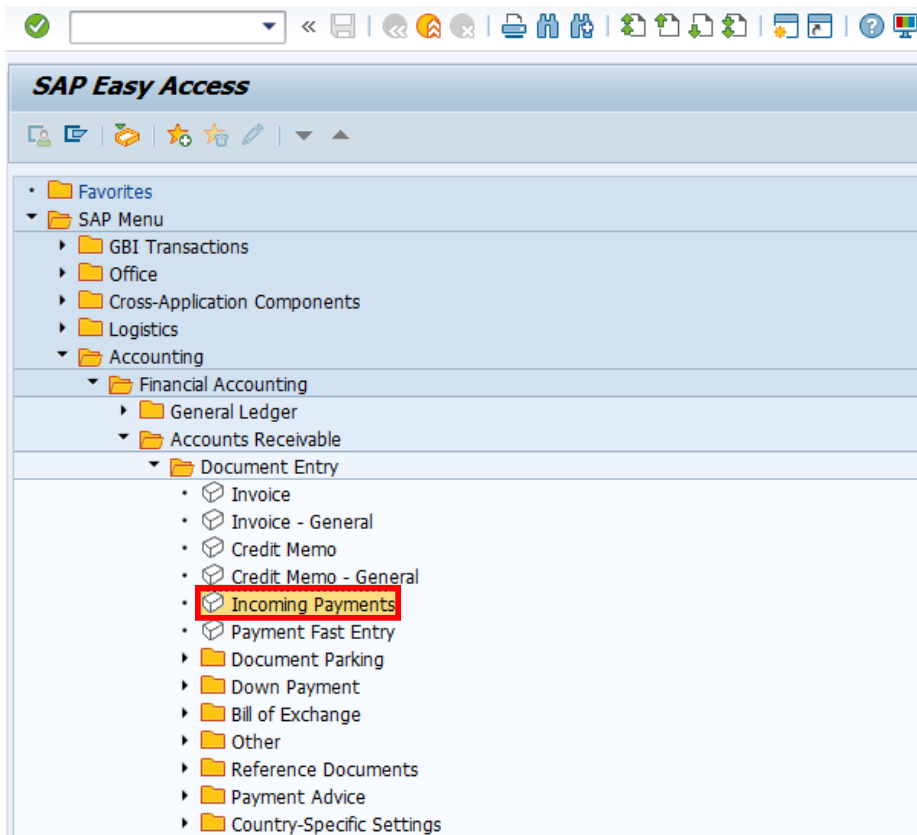 SAP Easy Access
Favorites
SAP Menu
GBI Transactions
Office
Cross-Application Components
Logistics
Accounting
Financial Accounting
General Ledger
Accounts Receivable
Document Entry
Invoice
Invoice - General
Credit Memo
Credit Memo - General
Incoming Payments
Payment Fast Entry
Document Parking
Down Payment
Bill of Exchange
Other
Reference Documents
Payment Advice
Country-Specific Settings